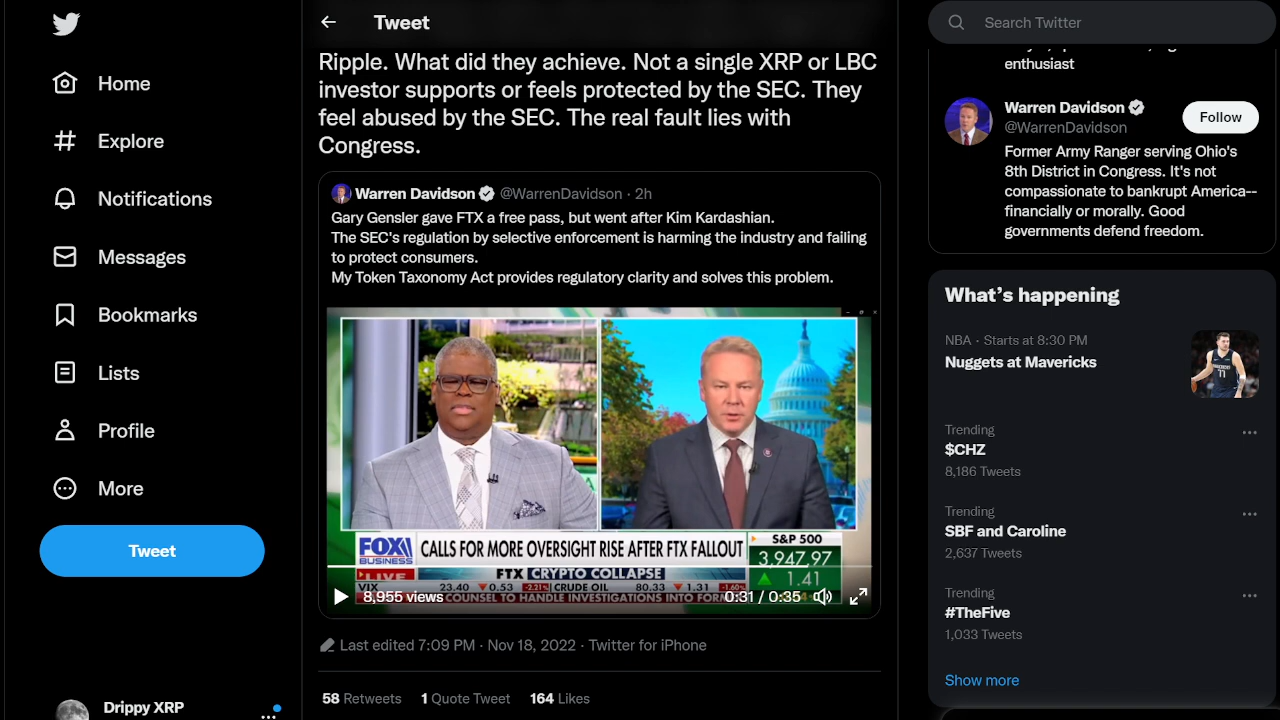 Home
Explore
Notifications
Messages
Bookmarks
Lists
Profile
More
Tweet
Drippy XRP
Tweet
Ripple. What did they achieve. Not a single XRP or LBC
investor supports or feels protected by the SEC. They
feel abused by the SEC. The real fault lies with
Congress.
Warren Davidson @WarrenDavidson · 2h
Gary Gensler gave FTX a free pass, but went after Kim Kardashian.
The SEC's regulation by selective enforcement is harming the industry and failing
to protect consumers.
My Token Taxonomy Act provides regulatory clarity and solves this problem.
FOX
BUSINESS
CALLS FOR MORE OVERSIGHT RISE AFTER FTX FALLOUT
S&P 500
3,947.97
1.41
LIVE
FTX CRYPTO COLLAPSE
VIX 23.40 0.53 -2.21% CRUDE OIL 80.33 1.31 -1.60%
COUNSEL TO HANDLE INVESTIGATIONS INTO
8,955 views
0:31 / 0:35
Last edited 7:09 PM · Nov 18, 2022 · Twitter for iPhone
58 Retweets 1 Quote Tweet 164 Likes
Search Twitter
enthusiast
Warren Davidson
@WarrenDavidson
Follow
Former Army Ranger serving Ohio's
8th District in Congress. It's not
compassionate to bankrupt America--
financially or morally. Good
governments defend freedom.
What's happening
NBA · Starts at 8:30 PM
Nuggets at Mavericks
77
Trending
$CHZ
8,186 Tweets
Trending
SBF and Caroline
2,637 Tweets
Trending
#TheFive
1,033 Tweets
Show more